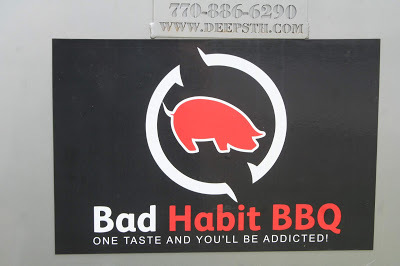 770-886-6290
WWW.DEEPSTH.COM
Bad Habit BBQ
ONE TASTE AND YOU'LL BE ADDICTED!